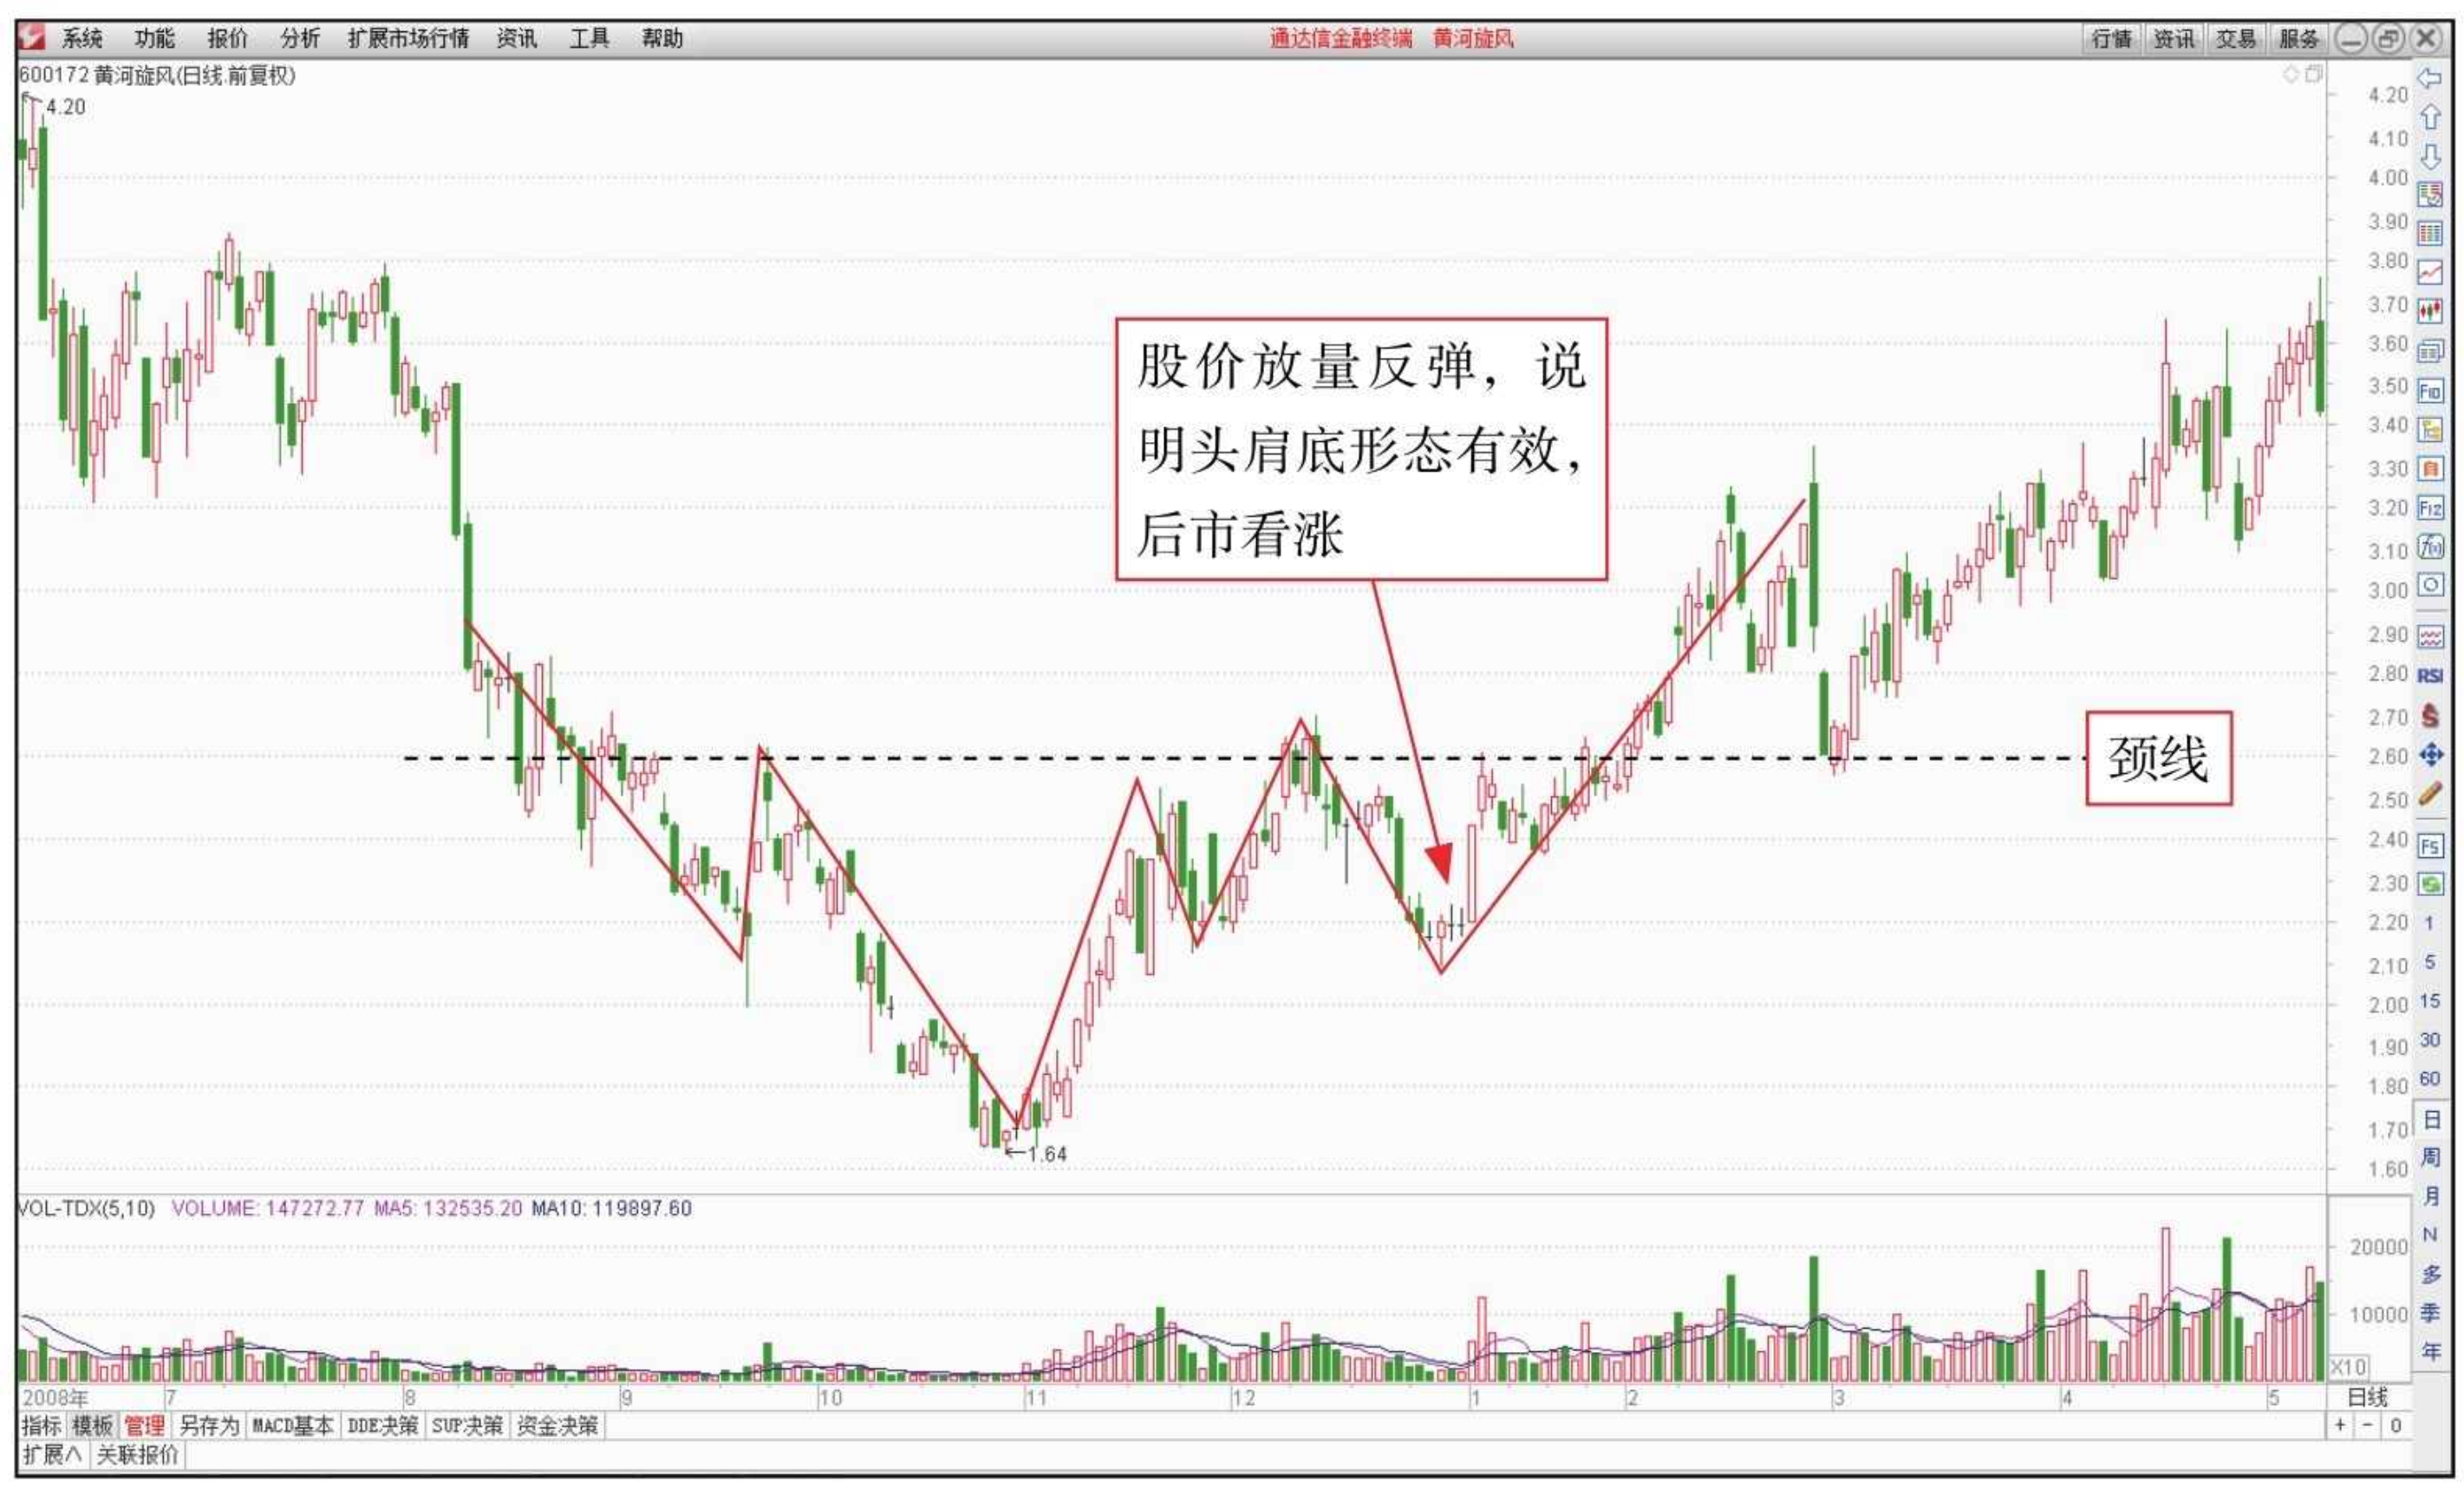 系统 功能 报价 分析 扩展市场行情 资讯 工具 帮助 通达信金融终端 黄河旋风 行情 资讯 交易 服务
600172 黄河旋风(日线.前复权)
4.20
股价放量反弹，说
明头肩底形态有效，
后市看涨
颈线
1.64
4.20
4.10
4.00
3.90
3.80
3.70
3.60
3.50
3.40
3.30
3.20
3.10
3.00
2.90
2.80
2.70
2.60
2.50
2.40
2.30
2.20
2.10
2.00
1.90
1.80
1.70
1.60
VOL-TDX(5,10) VOLUME: 147272.77 MA5: 132535.20 MA10: 119897.60
20000
10000
X10
2008年 7 8 9 10 11 12 1 2 3 4 5 日线
指标 模板 管理 另存为 MACD基本 DDE决策 SUP决策 资金决策 + - 0
扩展∧ 关联报价
F10
自
F12
f(x)
RSI
$
F5
1
5
15
30
60
日
周
月
N
多
季
年